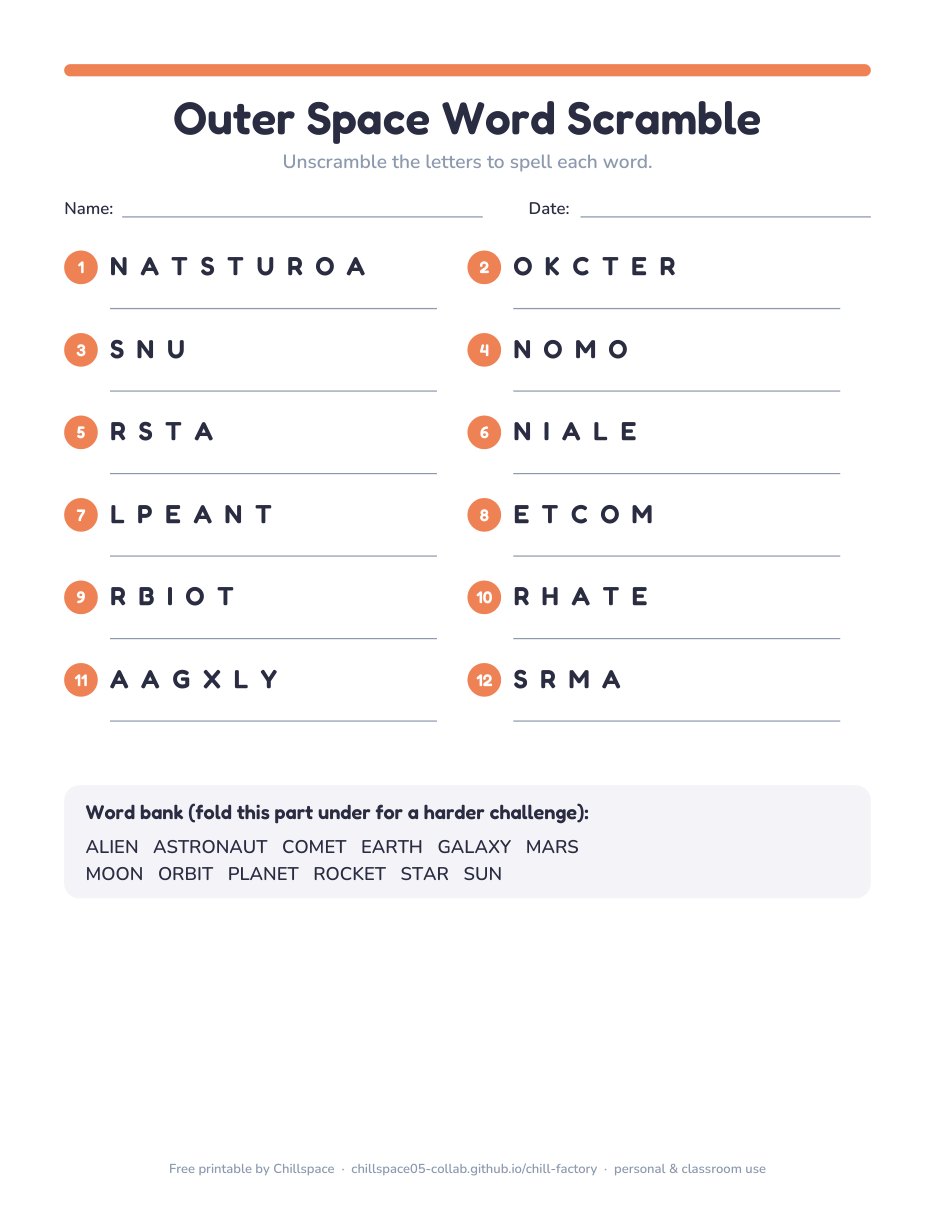 Outer Space Word Scramble
Unscramble the letters to spell each word.
Name: Date:
1 N A T S T U R O A 2 O K C T E R
3 S N U 4 N O M O
5 R S T A 6 N I A L E
7 L P E A N T 8 E T C O M
9 R B I O T 10 R H A T E
11 A A G X L Y 12 S R M A
Word bank (fold this part under for a harder challenge):
ALIEN ASTRONAUT COMET EARTH GALAXY MARS
MOON ORBIT PLANET ROCKET STAR SUN
Free printable by Chillspace · chillspace05-collab.github.io/chill-factory · personal & classroom use